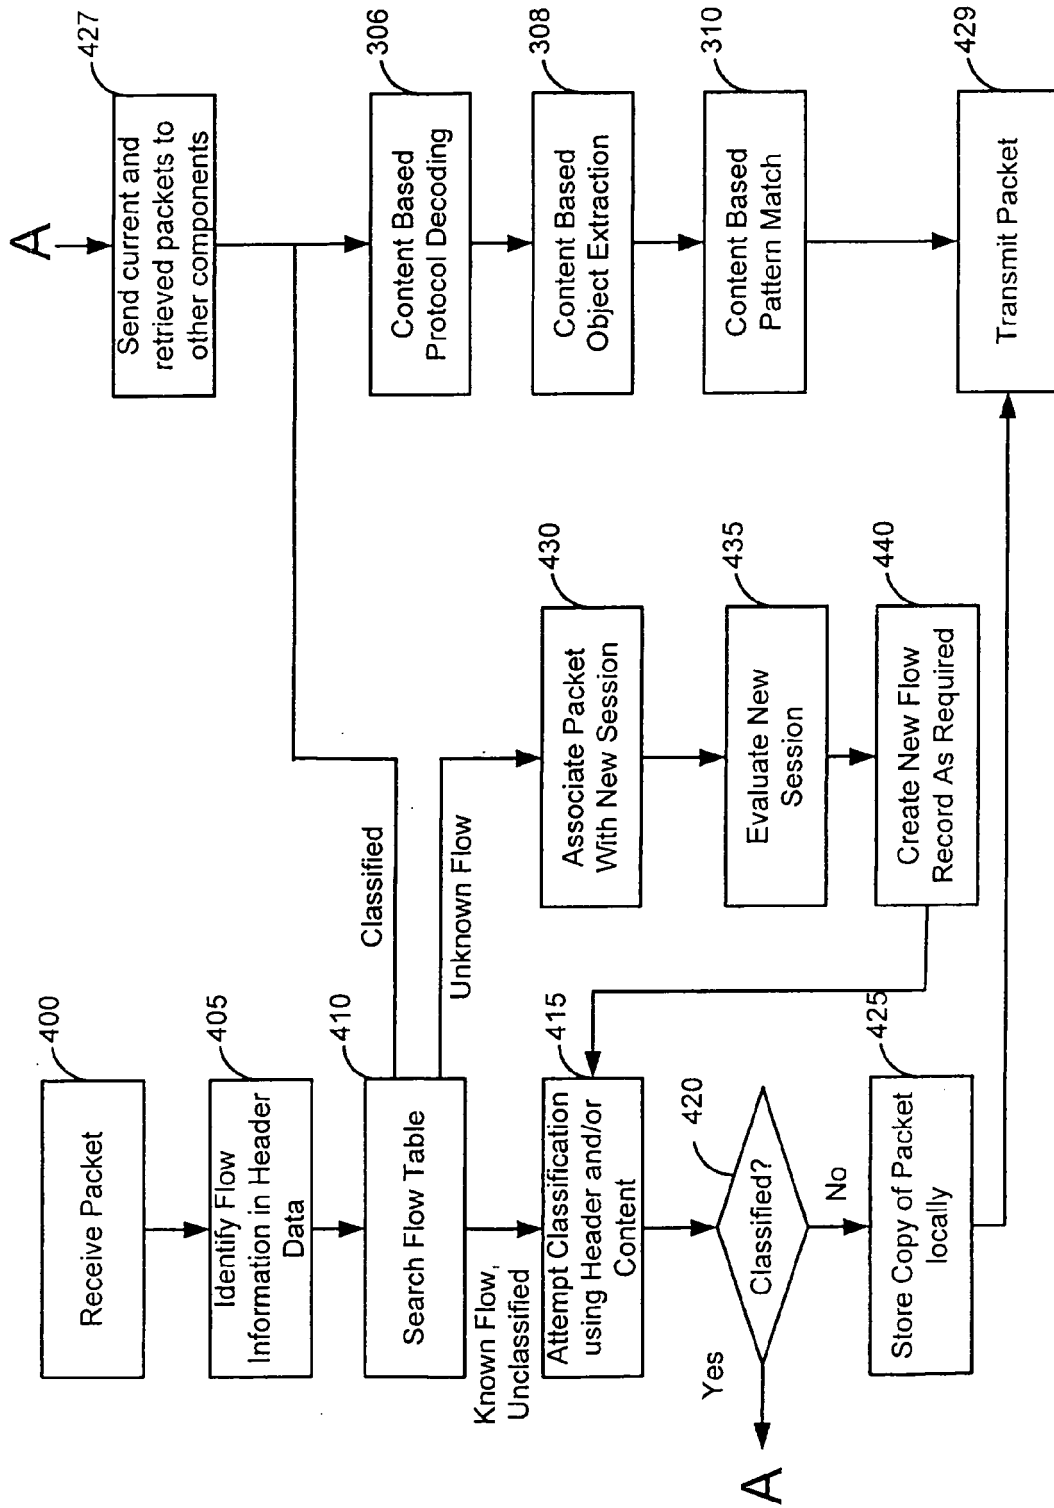 400
Receive Packet
405
Identify Flow
Information in Header
Data
410
Search Flow Table
Classified
Unknown Flow
Known Flow,
Unclassified
415
Attempt Classification
using Header and/or
Content
420
Classified?
Yes
A
No
425
Store Copy of Packet
locally
430
Associate Packet
With New Session
435
Evaluate New
Session
440
Create New Flow
Record As Required
A
427
Send current and
retrieved packets to
other components
306
Content Based
Protocol Decoding
308
Content Based
Object Extraction
310
Content Based
Pattern Match
429
Transmit Packet